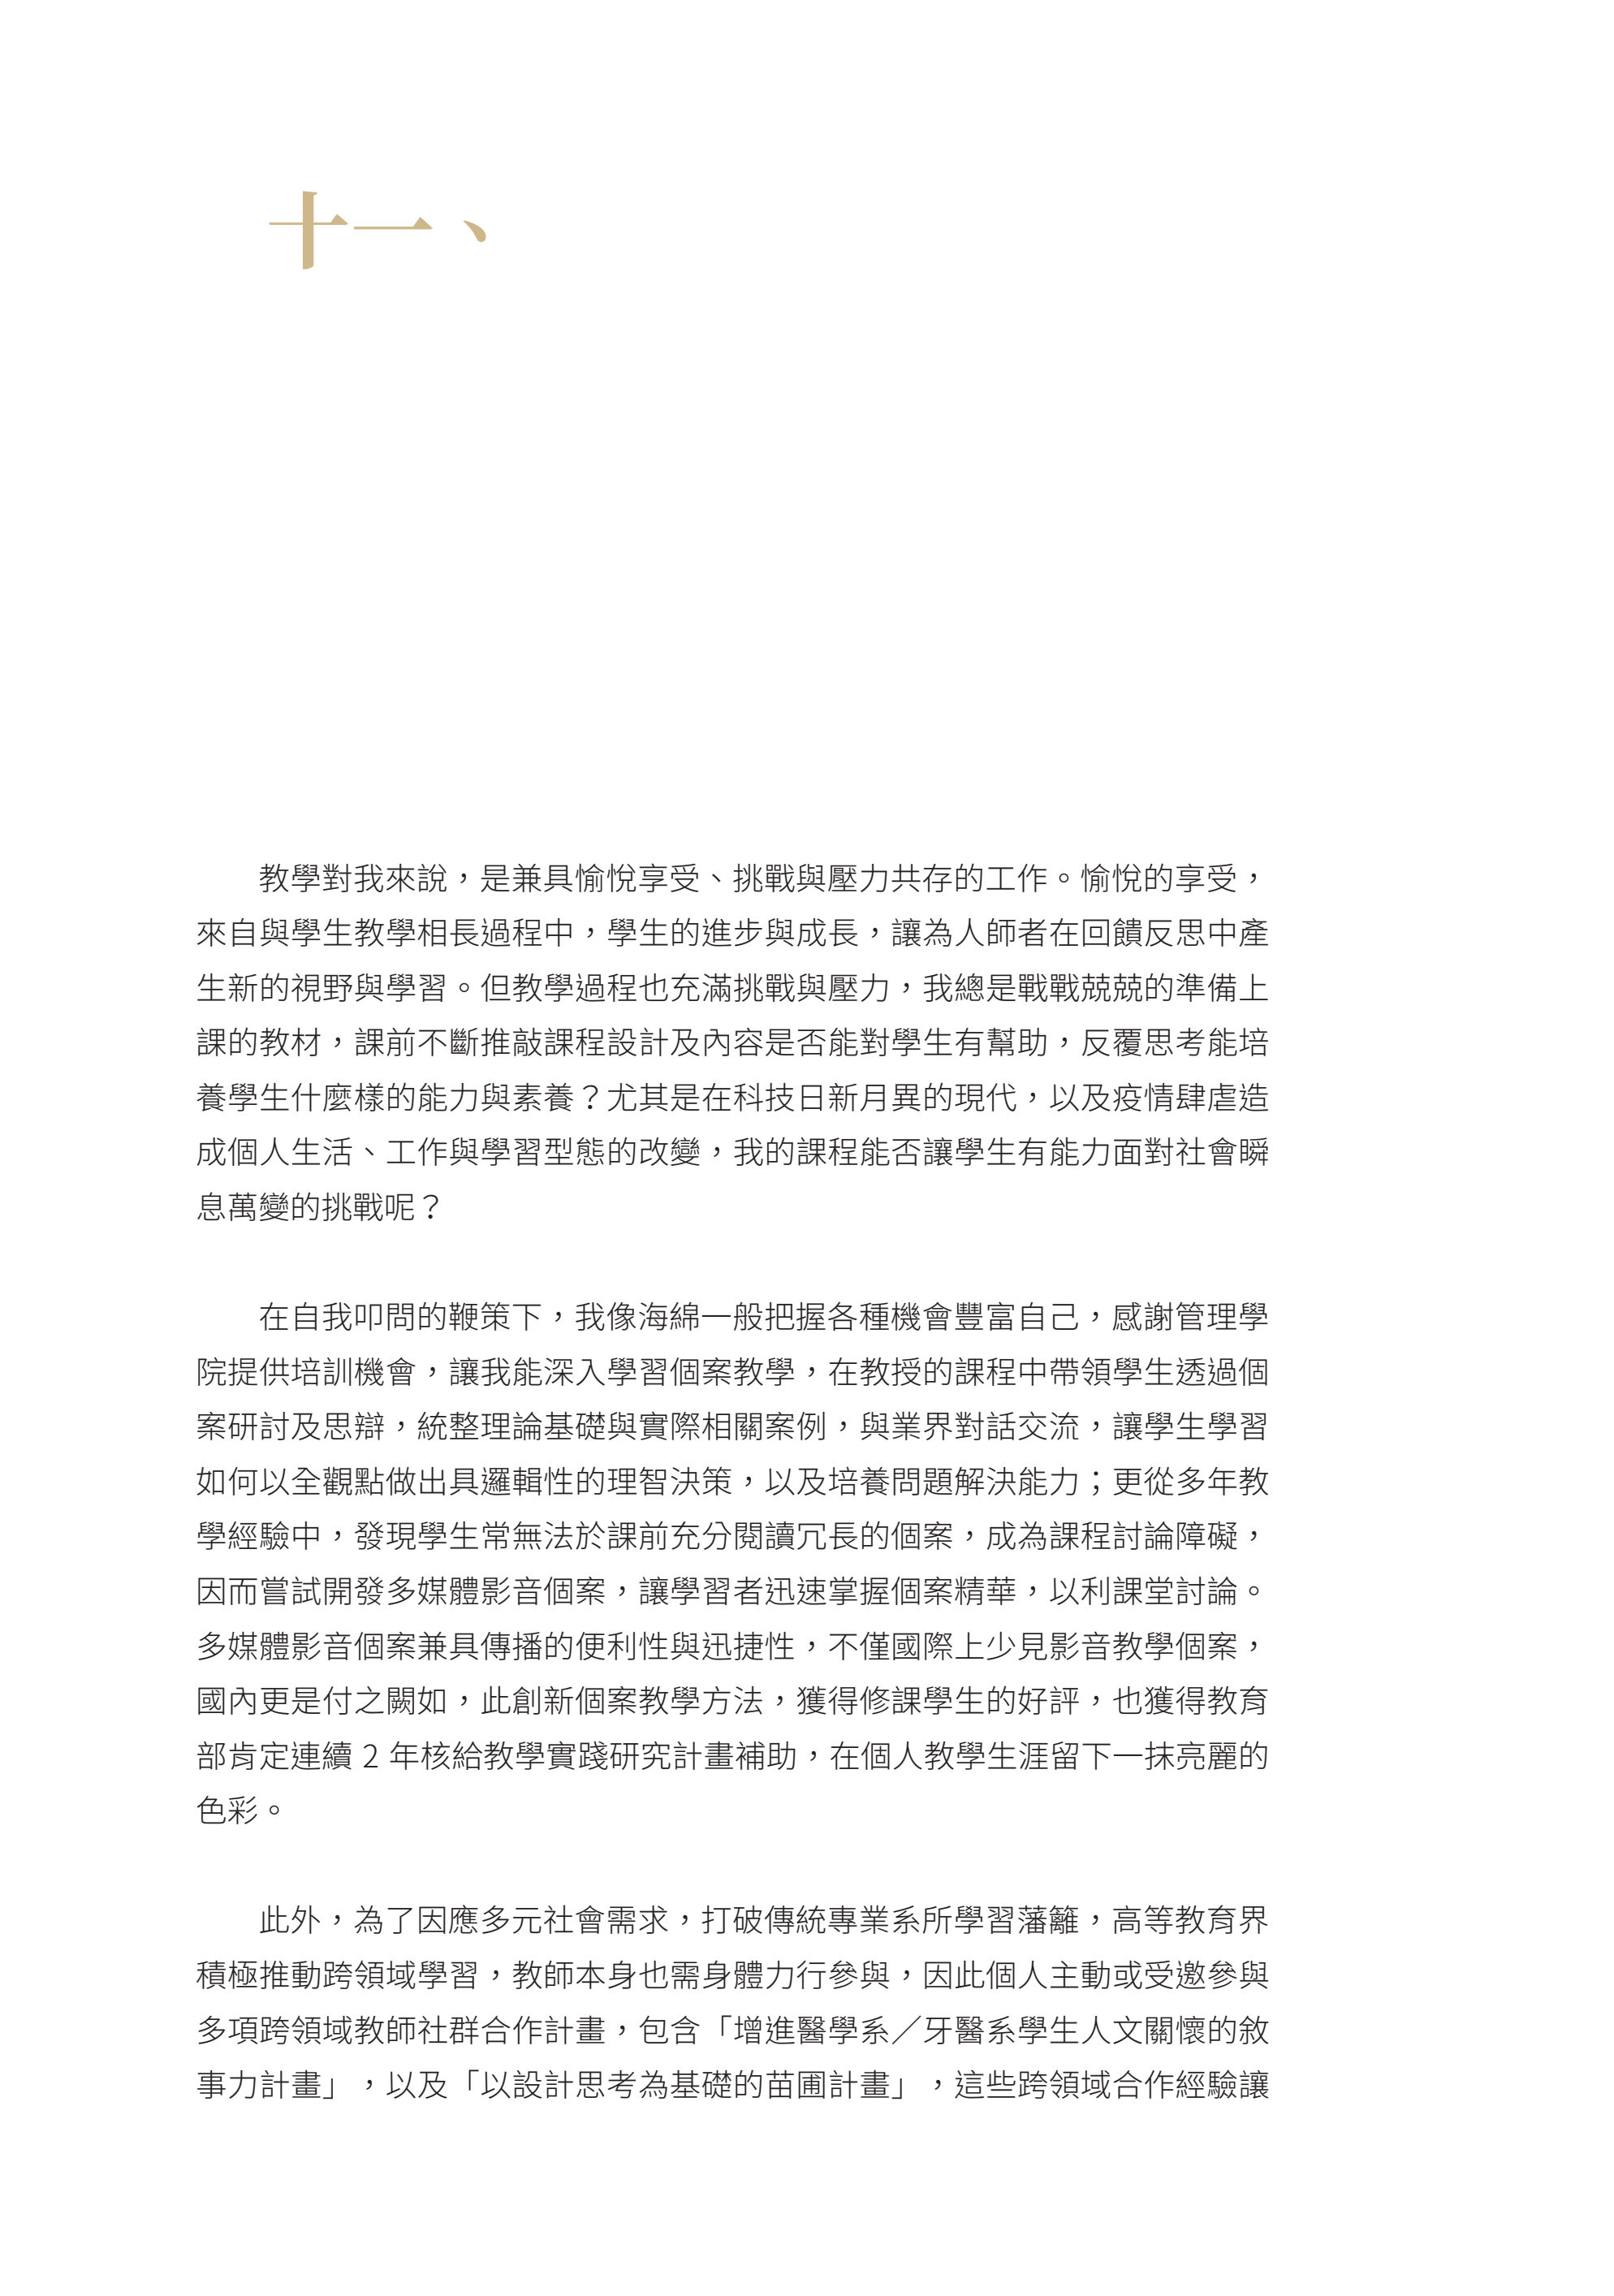 十一、
教學對我來說，是兼具愉悅享受、挑戰與壓力共存的工作。愉悅的享受，
來自與學生教學相長過程中，學生的進步與成長，讓為人師者在回饋反思中產
生新的視野與學習。但教學過程也充滿挑戰與壓力，我總是戰戰兢兢的準備上
課的教材，課前不斷推敲課程設計及內容是否能對學生有幫助，反覆思考能培
養學生什麼樣的能力與素養？尤其是在科技日新月異的現代，以及疫情肆虐造
成個人生活、工作與學習型態的改變，我的課程能否讓學生有能力面對社會瞬
息萬變的挑戰呢？
在自我叩問的鞭策下，我像海綿一般把握各種機會豐富自己，感謝管理學
院提供培訓機會，讓我能深入學習個案教學，在教授的課程中帶領學生透過個
案研討及思辯，統整理論基礎與實際相關案例，與業界對話交流，讓學生學習
如何以全觀點做出具邏輯性的理智決策，以及培養問題解決能力；更從多年教
學經驗中，發現學生常無法於課前充分閱讀冗長的個案，成為課程討論障礙，
因而嘗試開發多媒體影音個案，讓學習者迅速掌握個案精華，以利課堂討論。
多媒體影音個案兼具傳播的便利性與迅捷性，不僅國際上少見影音教學個案，
國內更是付之闕如，此創新個案教學方法，獲得修課學生的好評，也獲得教育
部肯定連續 2 年核給教學實踐研究計畫補助，在個人教學生涯留下一抹亮麗的
色彩。
此外，為了因應多元社會需求，打破傳統專業系所學習藩籬，高等教育界
積極推動跨領域學習，教師本身也需身體力行參與，因此個人主動或受邀參與
多項跨領域教師社群合作計畫，包含「增進醫學系／牙醫系學生人文關懷的敘
事力計畫」，以及「以設計思考為基礎的苗圃計畫」，這些跨領域合作經驗讓